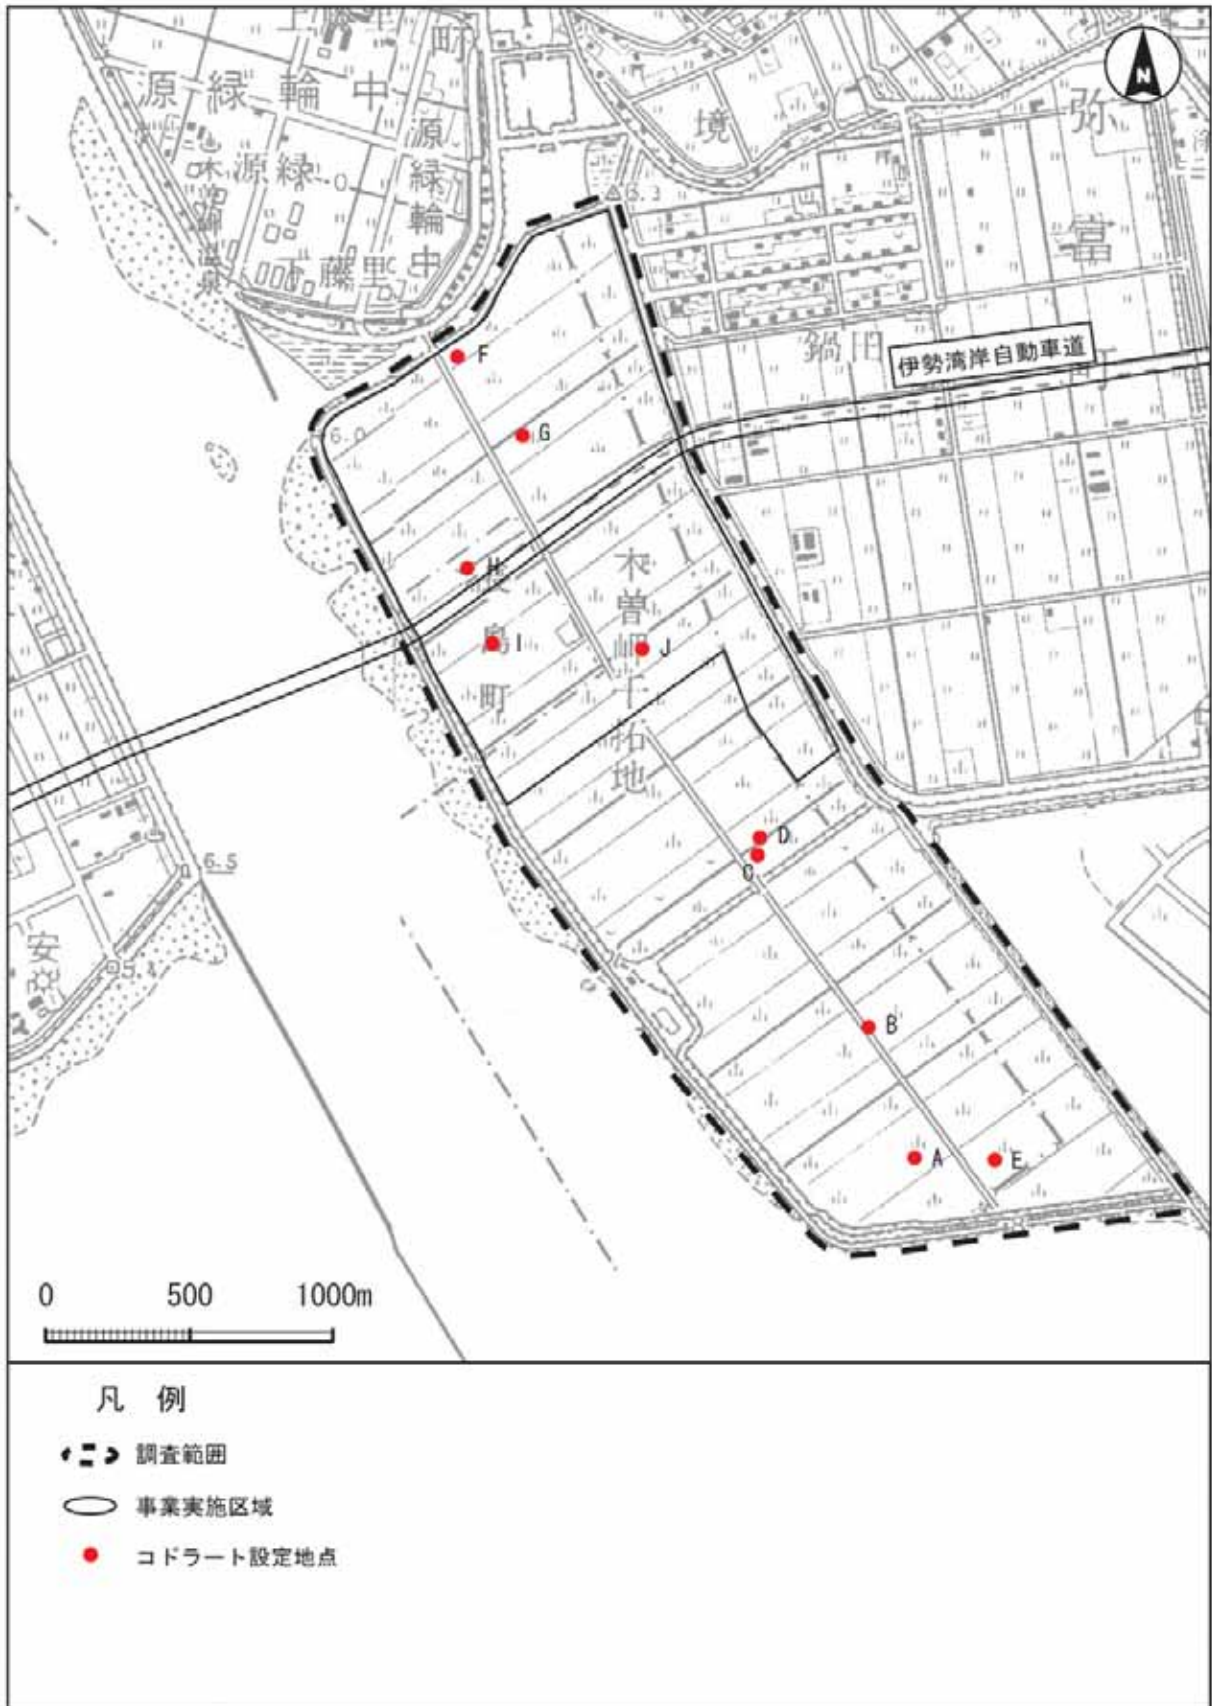 町
源緑輪中
源緑輪中
源緑
境
弥
富
6.3
鍋田
伊勢湾岸自動車道
6.0
F
G
H
I
J
島
町
木曽岬干拓地
D
C
B
A
E
6.5
安
N
0 500 1000m
凡 例
調査範囲
事業実施区域
コドラート設定地点